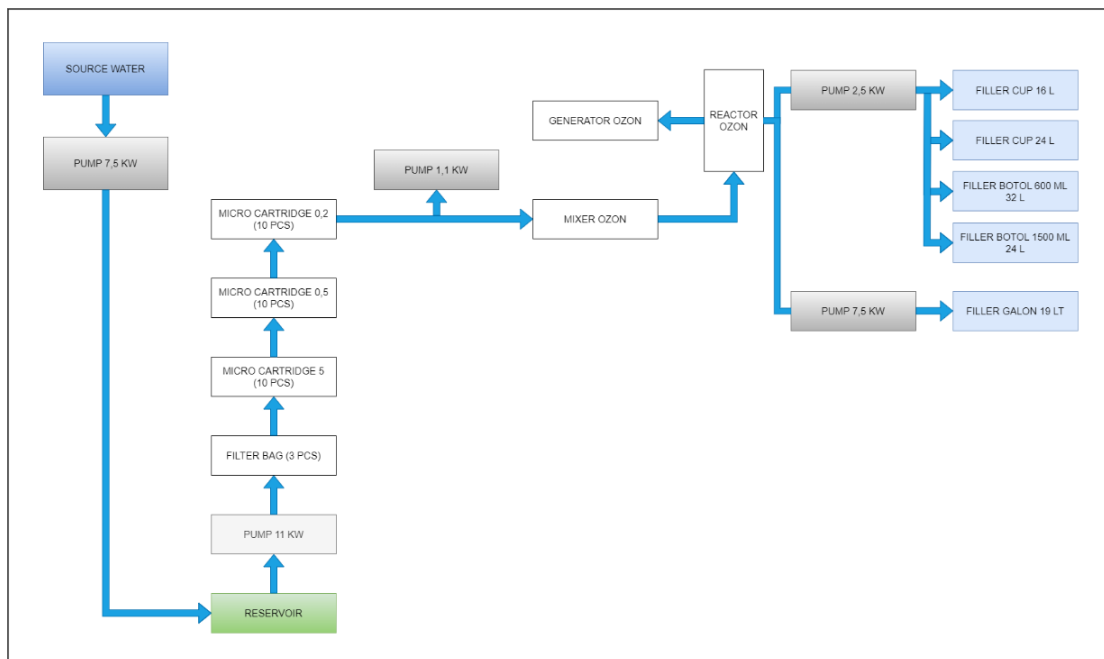 SOURCE WATER
PUMP 7,5 KW
RESERVOIR
PUMP 11 KW
FILTER BAG (3 PCS)
MICRO CARTRIDGE 5
(10 PCS)
MICRO CARTRIDGE 0,5
(10 PCS)
MICRO CARTRIDGE 0,2
(10 PCS)
PUMP 1,1 KW
MIXER OZON
REACTOR
OZON
GENERATOR OZON
PUMP 2,5 KW
FILLER CUP 16 L
FILLER CUP 24 L
FILLER BOTOL 600 ML
32 L
FILLER BOTOL 1500 ML
24 L
PUMP 7,5 KW
FILLER GALON 19 LT